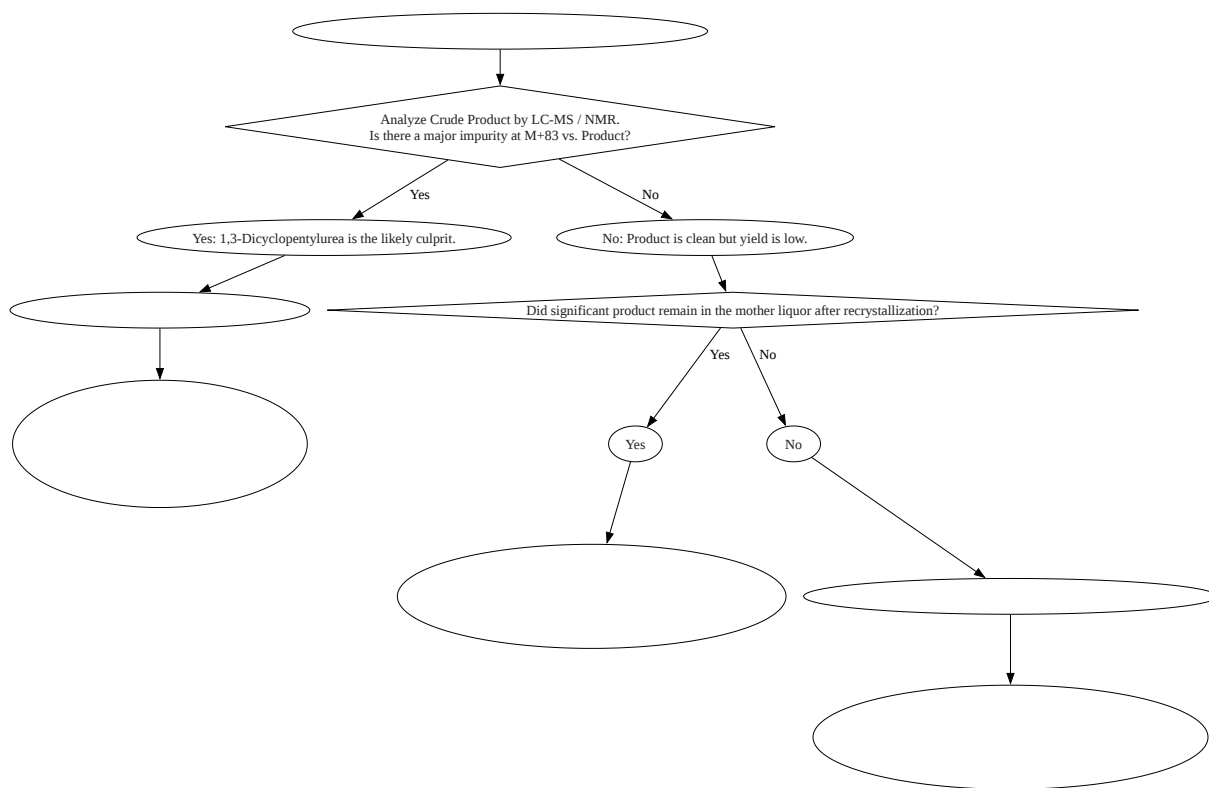 Analyze Crude Product by LC-MS / NMR.
Is there a major impurity at M+83 vs. Product?
Yes
No
Yes: 1,3-Dicyclopentylurea is the likely culprit.
No: Product is clean but yield is low.
Did significant product remain in the mother liquor after recrystallization?
Yes
No
Yes
No